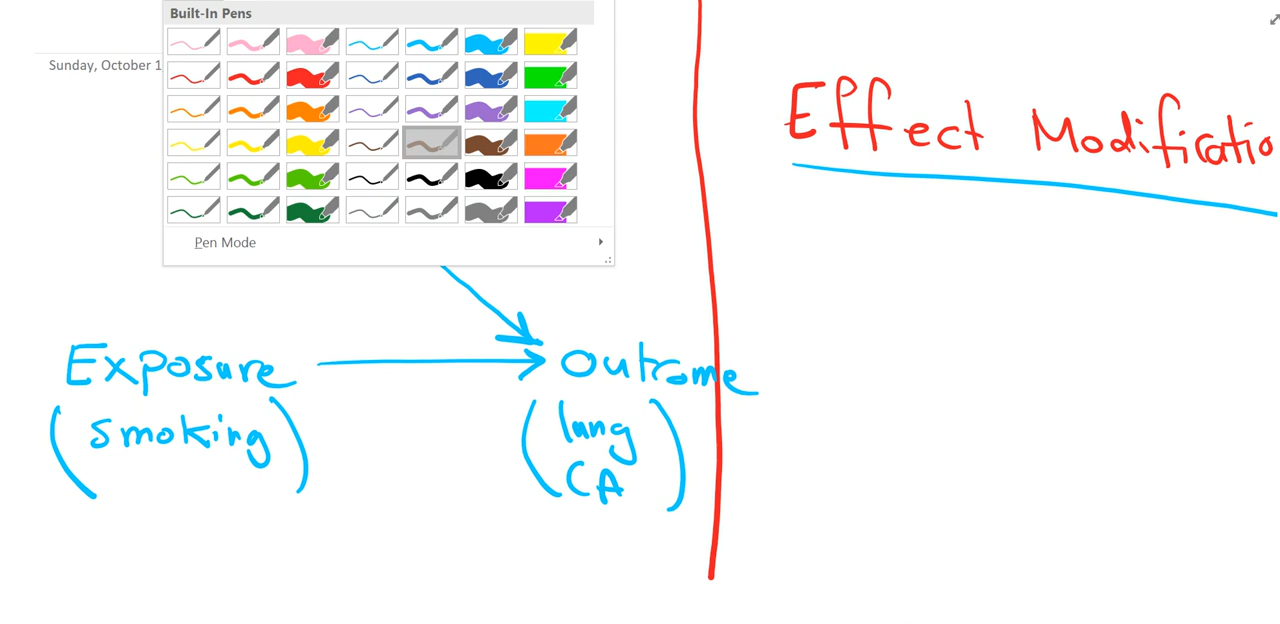 Built-In Pens
Sunday, October 1
Pen Mode
Exposure
(smoking)
Outcome
(lung
CA)
Effect Modificatio